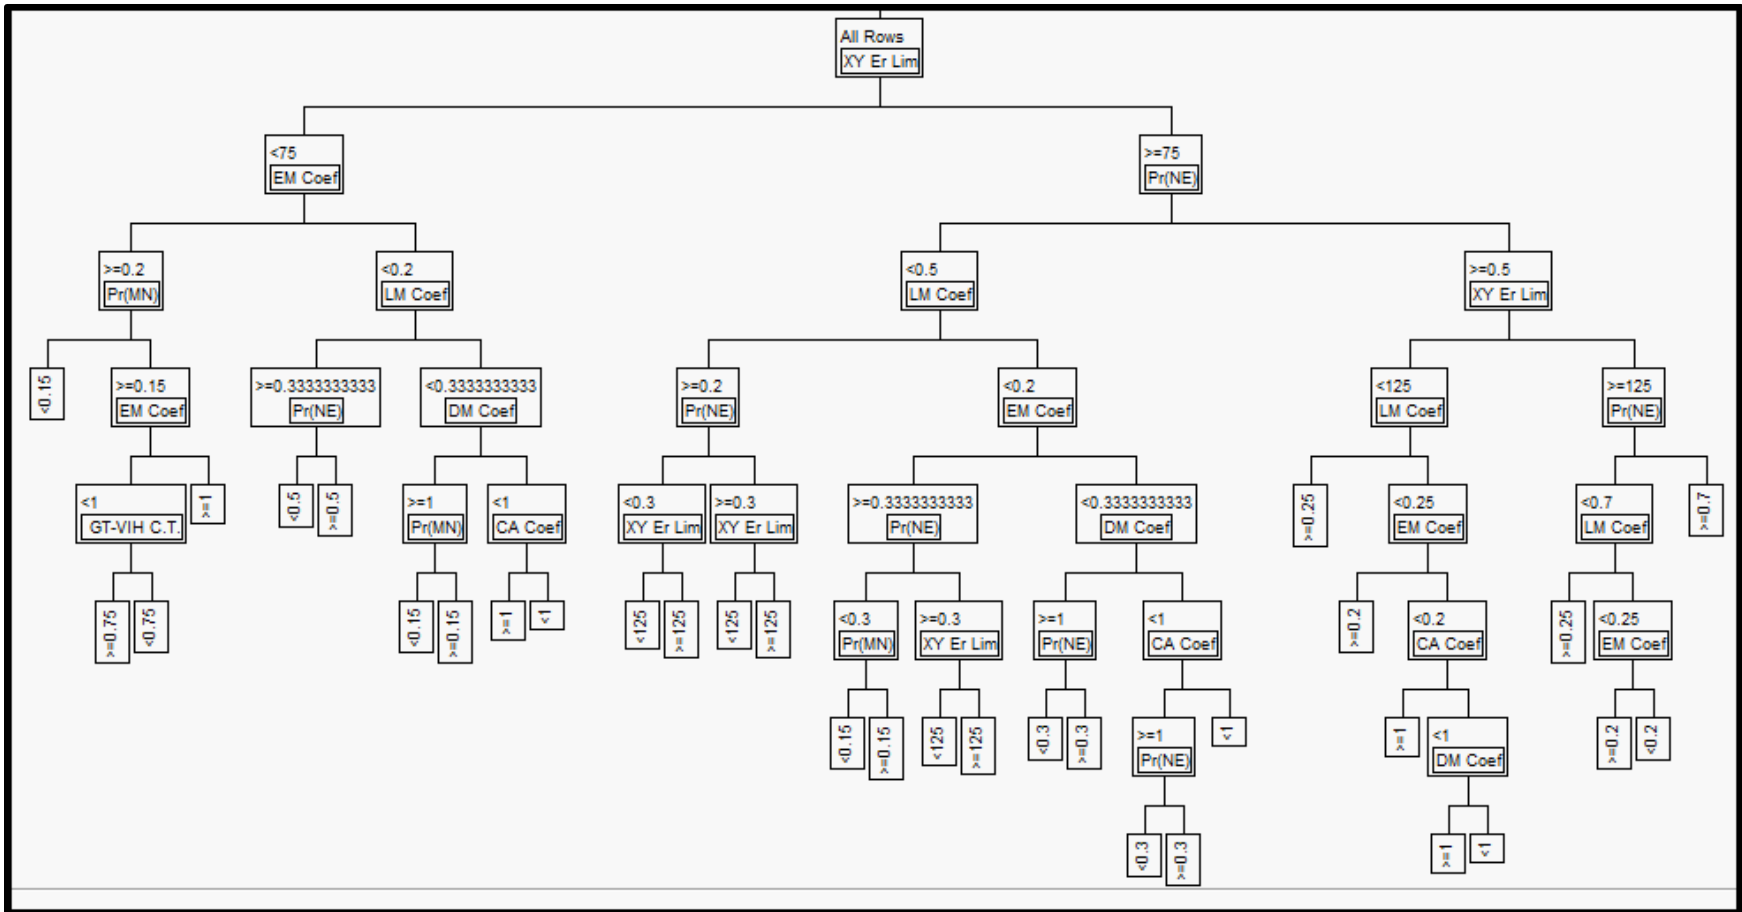 All Rows
XY Er Lim
<75
EM Coef
>=75
Pr(NE)
>=0.2
Pr(MN)
<0.2
LM Coef
<0.5
LM Coef
>=0.5
XY Er Lim
<0.15
>=0.15
EM Coef
>=0.3333333333
Pr(NE)
<0.3333333333
DM Coef
>=0.2
Pr(NE)
<0.2
EM Coef
<125
LM Coef
>=125
Pr(NE)
<1
GT-VIH C.T.
>=1
<0.5
>=0.5
>=1
Pr(MN)
<1
CA Coef
<0.3
XY Er Lim
>=0.3
XY Er Lim
>=0.3333333333
Pr(NE)
<0.3333333333
DM Coef
>=0.25
<0.25
EM Coef
<0.7
LM Coef
>=0.7
>=0.75
<0.75
<0.15
>=0.15
>=1
<1
<125
>=125
<125
>=125
<0.3
Pr(MN)
>=0.3
XY Er Lim
>=1
Pr(NE)
<1
CA Coef
>=0.2
<0.2
CA Coef
>=0.25
<0.25
EM Coef
<0.15
>=0.15
<125
>=125
<0.3
>=0.3
>=1
Pr(NE)
<1
>=1
<1
DM Coef
>=0.2
<0.2
<0.3
>=0.3
>=1
<1